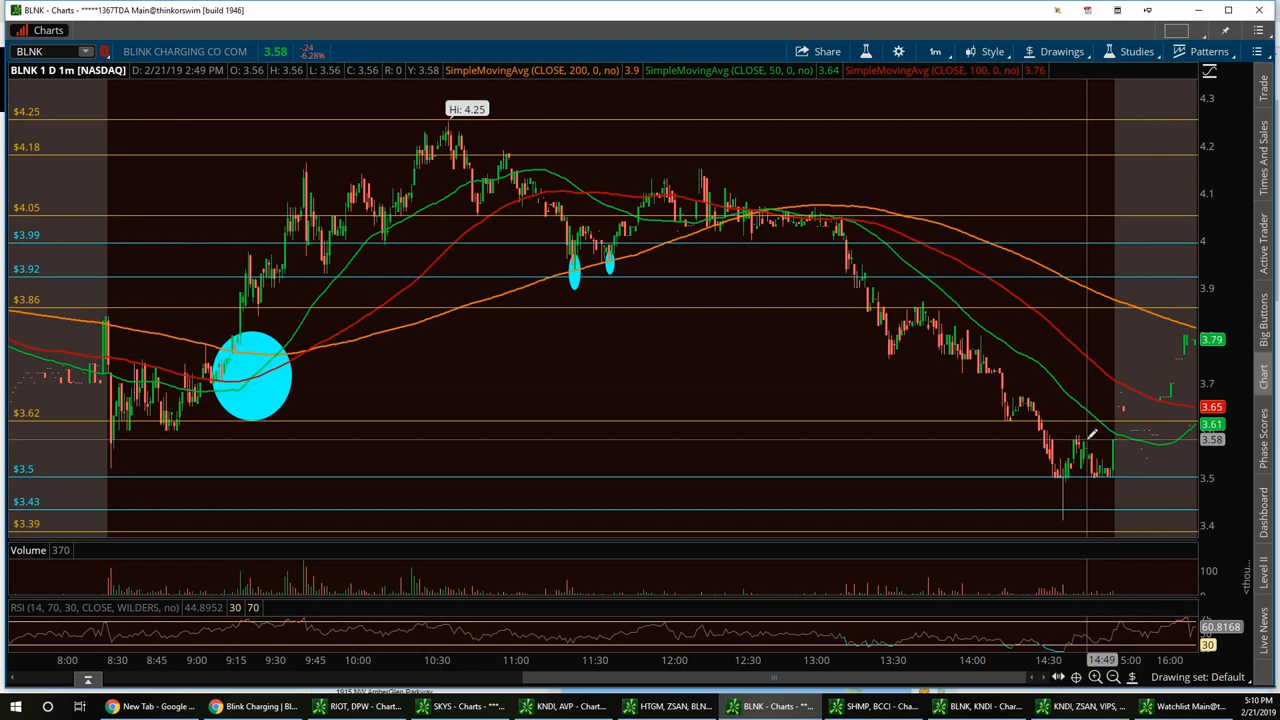 BLNK - Charts - *****1367TDA Main@thinkorswim [build 1946]
Charts
BLNK
BLINK CHARGING CO COM
3.58
-.24
-6.28%
Share
1m
Style
Drawings
Studies
Patterns
BLNK 1 D 1m [NASDAQ]
D: 2/21/19 2:49 PM
O: 3.56
H: 3.56
L: 3.56
C: 3.56
R: 0
Y: 3.58
SimpleMovingAvg (CLOSE, 200, 0, no)
3.9
SimpleMovingAvg (CLOSE, 50, 0, no)
3.64
SimpleMovingAvg (CLOSE, 100, 0, no)
3.76
Hi: 4.25
$4.25
$4.18
$4.05
$3.99
$3.92
$3.86
$3.62
$3.5
$3.43
$3.39
4.3
4.2
4.1
4
3.9
3.79
3.7
3.65
3.61
3.58
3.5
3.4
Trade
Times And Sales
Active Trader
Big Buttons
Chart
Phase Scores
Dashboard
Level II
Live News
Volume
370
100
RSI (14, 70, 30, CLOSE, WILDERS, no)
44.8952
30
70
60.8168
30
8:00
8:30
8:45
9:00
9:15
9:30
9:45
10:00
10:30
11:00
11:30
12:00
12:30
13:00
13:30
14:00
14:30
14:49
5:00
16:00
Drawing set: Default
New Tab - Google ...
Blink Charging | Bl...
RIOT, DPW - Chart...
SKYS - Charts - ***...
KNDI, AVP - Charts...
HTGM, ZSAN, BLN...
BLNK - Charts - **...
SHMP, BCCI - Char...
BLNK, KNDI - Char...
KNDI, ZSAN, VIPS, ...
Watchlist Main@t...
5:10 PM
2/21/2019